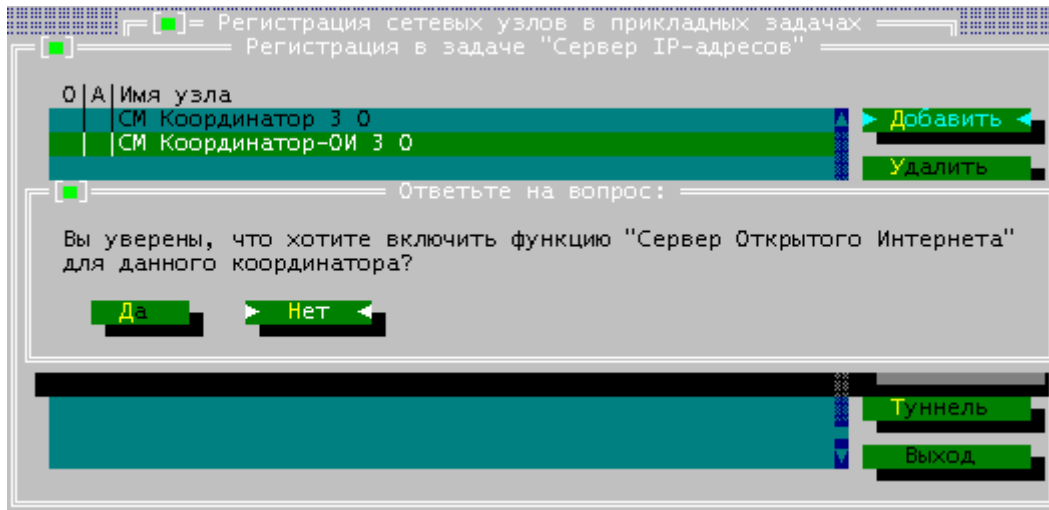 Регистрация сетевых узлов в прикладных задачах
Регистрация в задаче "Сервер IP-адресов"
О|А|Имя узла
СМ Координатор 3 О
Добавить
| |СМ Координатор-ОИ 3 О
Удалить
Ответьте на вопрос:
Вы уверены, что хотите включить функцию "Сервер Открытого Интернета"
для данного координатора?
Да Нет
Туннель
Выход